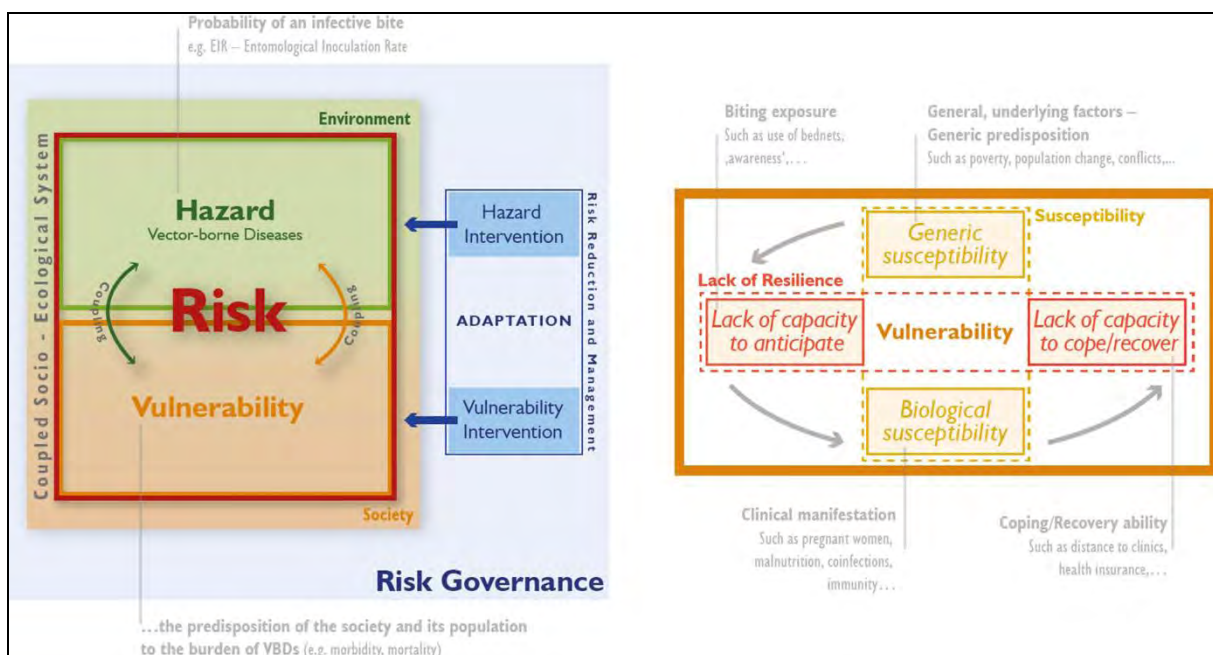 Probability of an infective bite
e.g. EIR – Entomological Inoculation Rate
Coupled Socio - Ecological System
Environment
Hazard
Vector-borne Diseases
Coupling
Risk
Coupling
Vulnerability
Society
Hazard
Intervention
ADAPTATION
Vulnerability
Intervention
Risk Reduction and Management
Risk Governance
...the predisposition of the society and its population
to the burden of VBDs (e.g. morbidity, mortality)
Biting exposure
Such as use of bednets,
‚awareness‘,...
General, underlying factors –
Generic predisposition
Such as poverty, population change, conflicts,...
Susceptibility
Generic
susceptibility
Lack of Resilience
Lack of capacity
to anticipate
Vulnerability
Lack of capacity
to cope/recover
Biological
susceptibility
Clinical manifestation
Such as pregnant women,
malnutrition, coinfections,
immunity...
Coping/Recovery ability
Such as distance to clinics,
health insurance,...